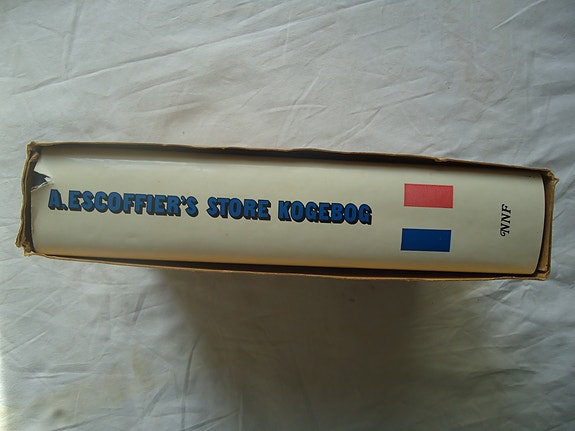 A. ESCOFFIER'S STORE KOGEBOG
NNF